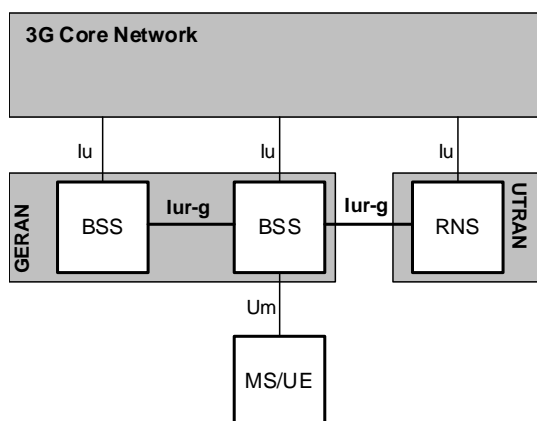 3G Core Network
Iu
Iu
Iu
GERAN
BSS
Iur-g
BSS
Iur-g
RNS
UTRAN
Um
MS/UE